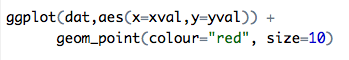 ggplot(dat,aes(x=xval,y=yval)) +
geom_point(colour="red", size=10)